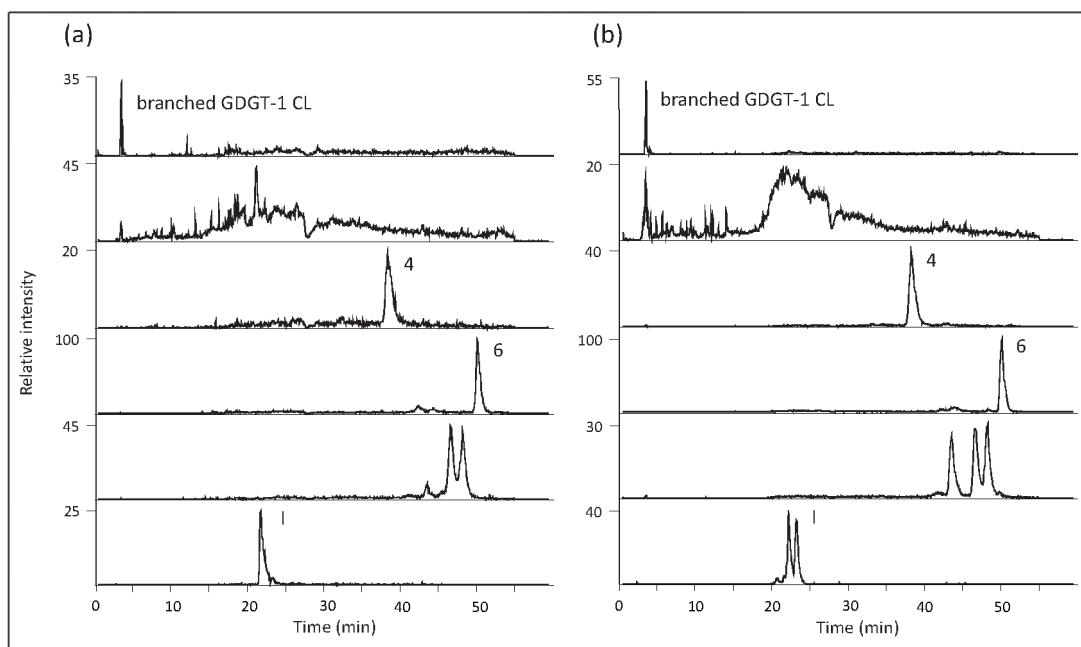 (a)
35
branched GDGT-1 CL
45
20
4
100
6
45
25
I
0 10 20 30 40 50
Time (min)
Relative intensity
(b)
55
branched GDGT-1 CL
20
40
4
100
6
30
40
I
0 10 20 30 40 50
Time (min)